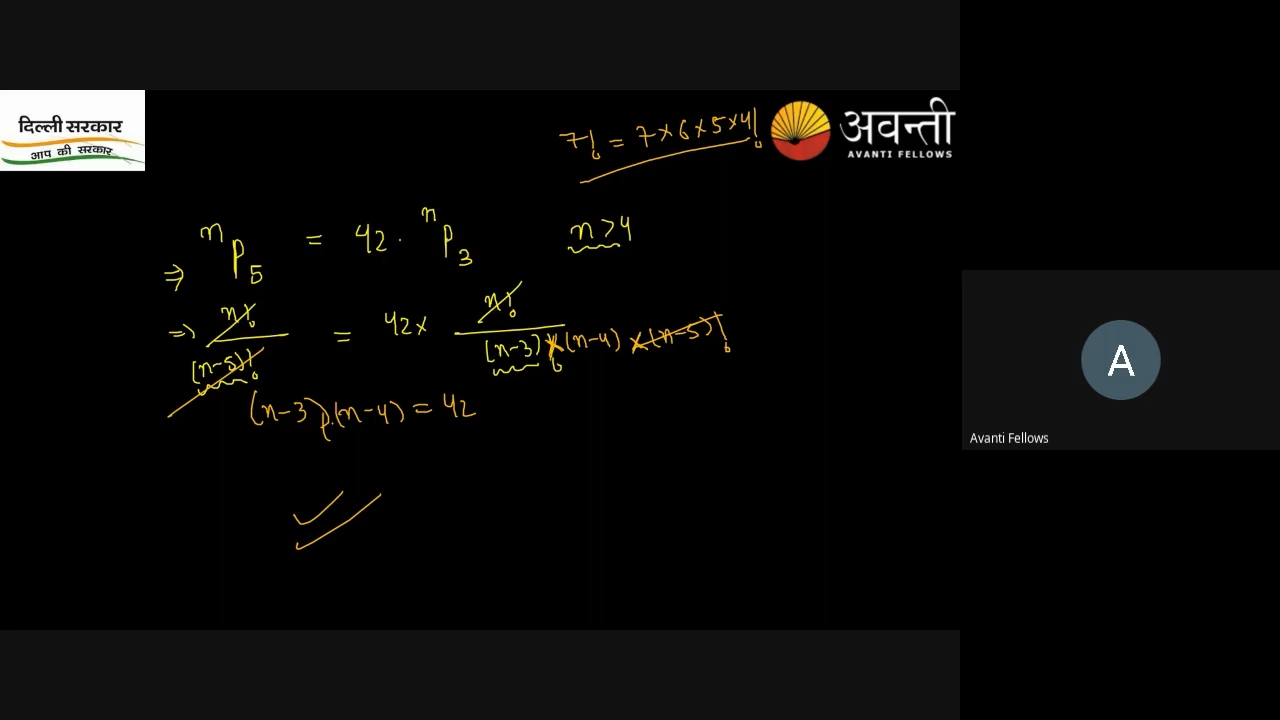 दिल्ली सरकार
आप की सरकार
7! = 7×6×5×4!
अवन्ती
AVANTI FELLOWS
⇒ ⁿP₅ = 42 · ⁿP₃ n>4
⇒ n!/(n-5)! = 42× n!/(n-3)×(n-4)×(n-5)!
(n-3)·(n-4) = 42
A
Avanti Fellows